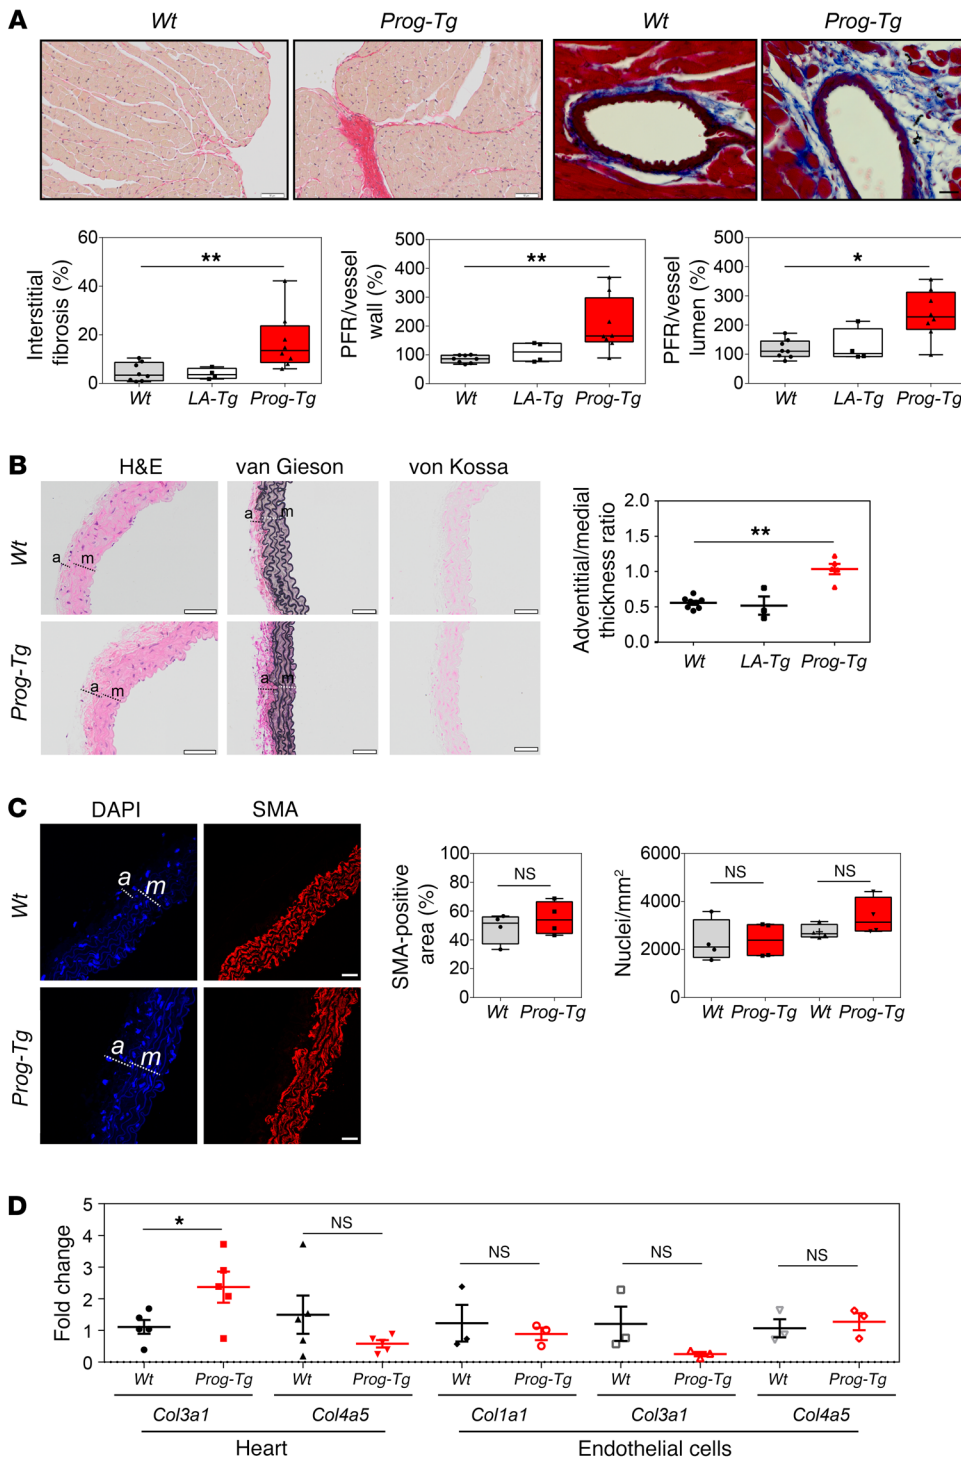 A
Wt
Prog-Tg
Wt
Prog-Tg
Interstitial
fibrosis (%)
60
40
20
0
**
Wt
LA-Tg
Prog-Tg
PFR/vessel
wall (%)
500
400
300
200
100
0
**
Wt
LA-Tg
Prog-Tg
PFR/vessel
lumen (%)
500
400
300
200
100
0
*
Wt
LA-Tg
Prog-Tg
B
H&E
van Gieson
von Kossa
Wt
a
m
a
m
Prog-Tg
a
m
a
m
Adventitial/medial
thickness ratio
2.0
1.5
1.0
0.5
0.0
**
Wt
LA-Tg
Prog-Tg
C
DAPI
SMA
Wt
a
m
Prog-Tg
a
m
SMA-positive
area (%)
100
80
60
40
20
0
NS
Wt
Prog-Tg
Nuclei/mm²
6000
4000
2000
0
NS
NS
Wt
Prog-Tg
Wt
Prog-Tg
D
Fold change
5
4
3
2
1
0
*
NS
NS
NS
NS
Wt
Prog-Tg
Wt
Prog-Tg
Wt
Prog-Tg
Wt
Prog-Tg
Wt
Prog-Tg
Col3a1
Col4a5
Col1a1
Col3a1
Col4a5
Heart
Endothelial cells